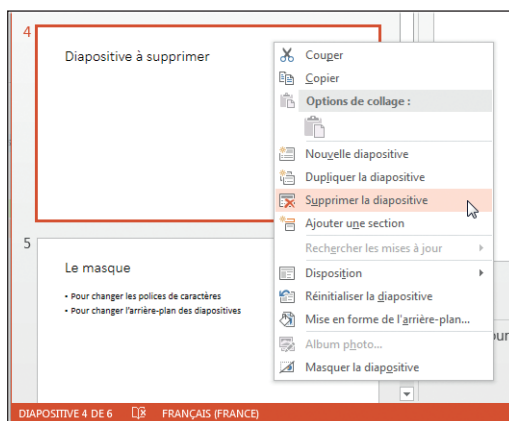 4
Diapositive à supprimer
Couper
Copier
Options de collage :
Nouvelle diapositive
Dupliquer la diapositive
Supprimer la diapositive
Ajouter une section
Rechercher les mises à jour
Disposition
Réinitialiser la diapositive
Mise en forme de l'arrière-plan...
Album photo...
Masquer la diapositive
5
Le masque
• Pour changer les polices de caractères
• Pour changer l'arrière-plan des diapositives
DIAPOSITIVE 4 DE 6 FRANÇAIS (FRANCE)